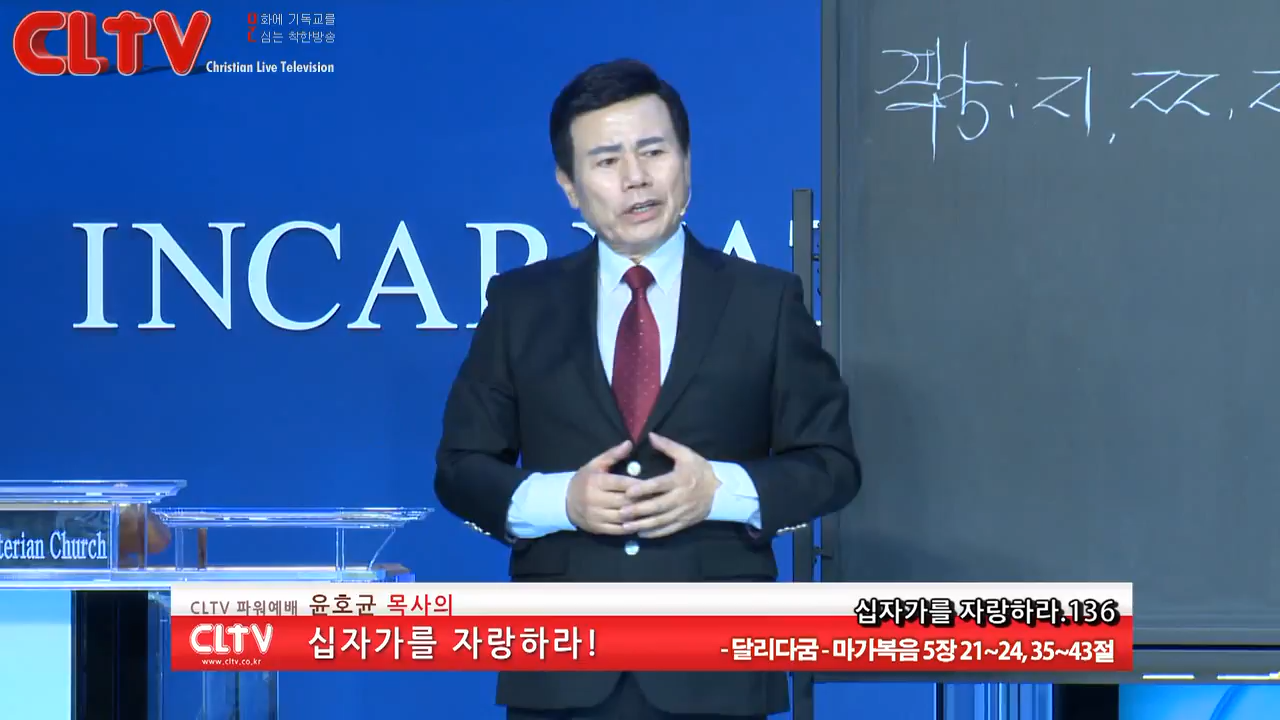 CLTV
문화에 기독교를
심는 착한방송
Christian Live Television
INCAR
terian Church
CLTV 파워예배 윤호균 목사의
십자가를 자랑하라.136
CLTV
www.cltv.co.kr
십자가를 자랑하라!
- 달리다굼 - 마가복음 5장 21~24, 35~43절